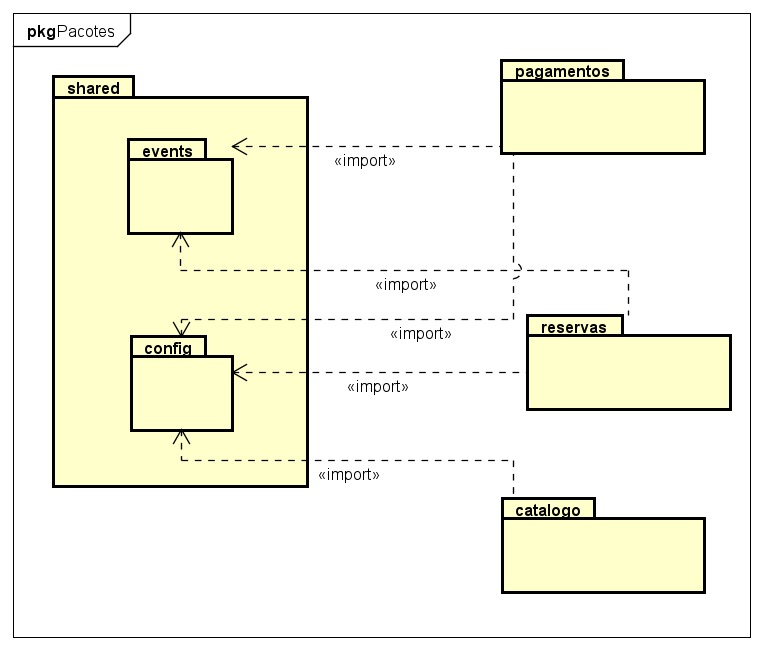 pkgPacotes
shared
pagamentos
events
«import»
«import»
reservas
«import»
config
«import»
«import»
catalogo